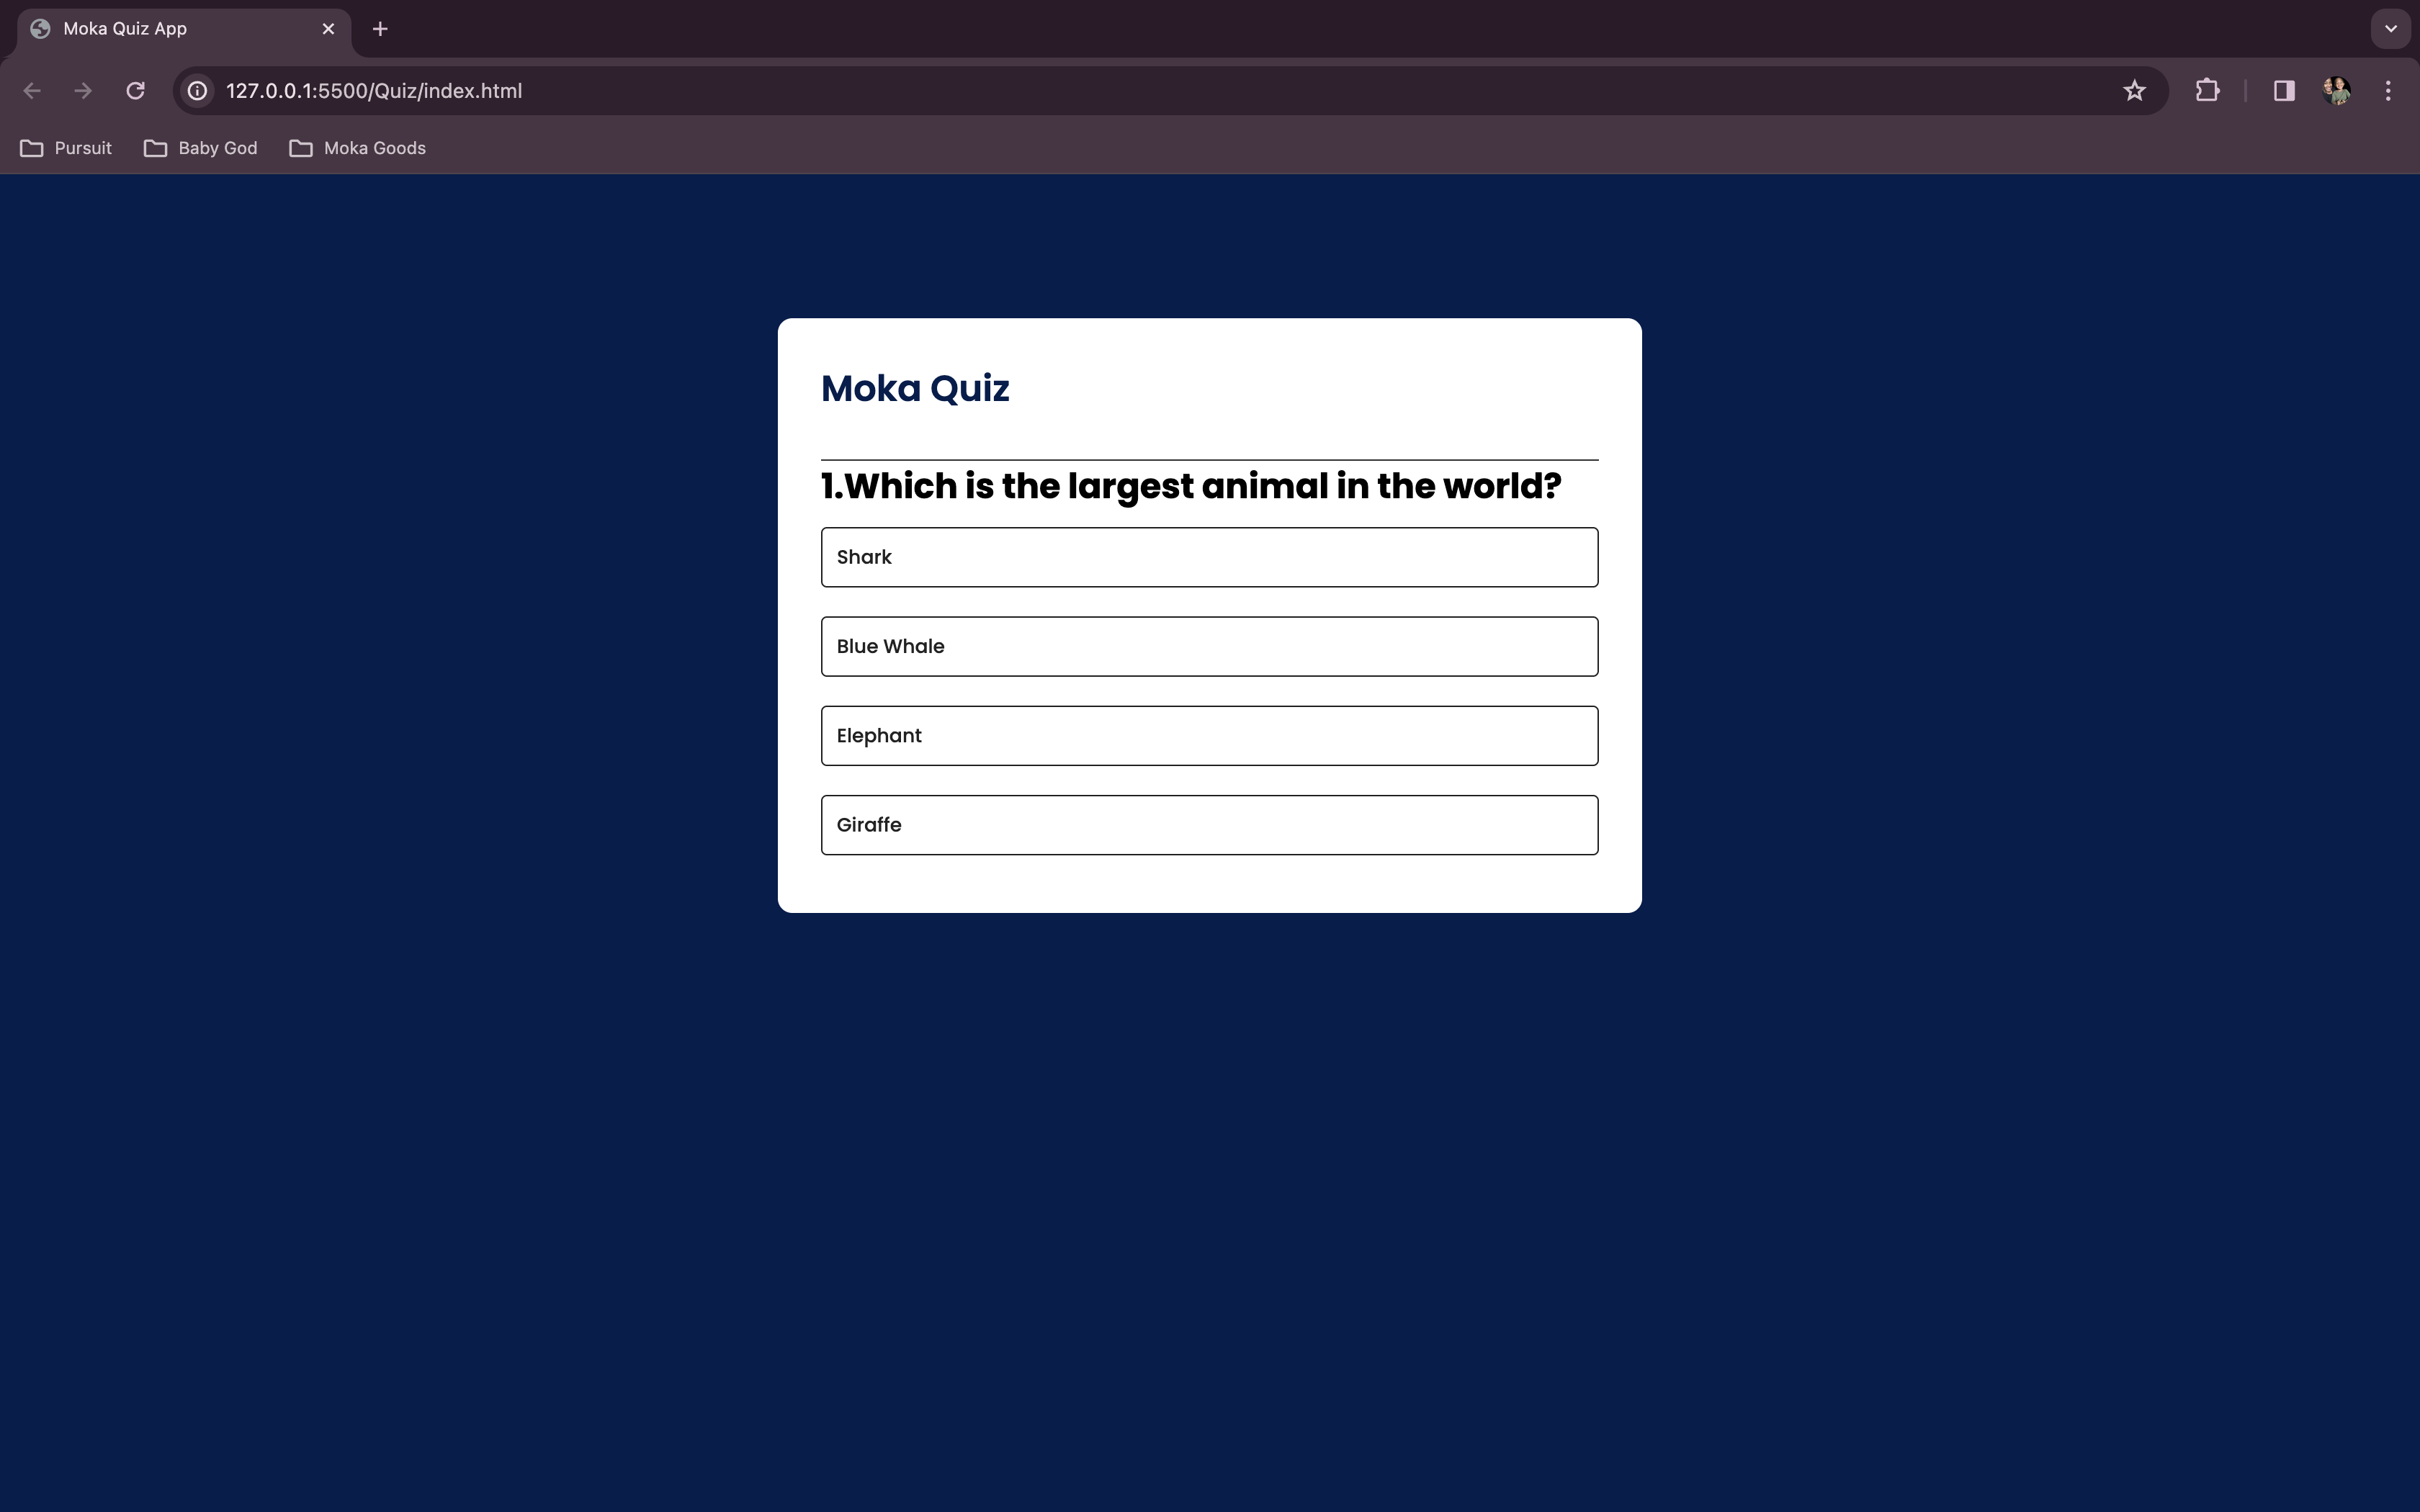 Moka Quiz App
127.0.0.1:5500/Quiz/index.html
Pursuit Baby God Moka Goods
Moka Quiz
1.Which is the largest animal in the world?
Shark
Blue Whale
Elephant
Giraffe